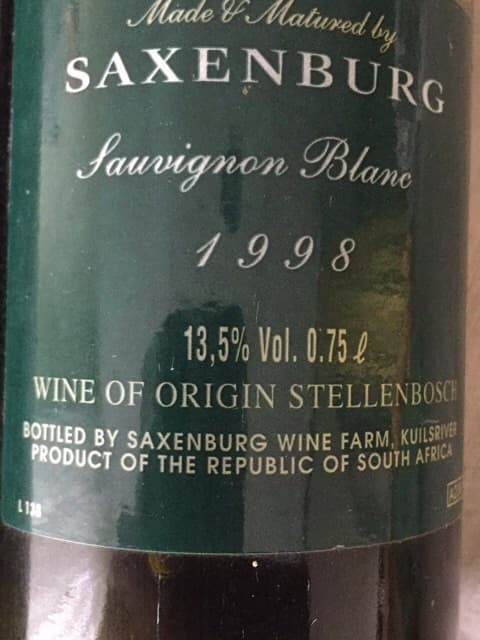 Made & Matured by
SAXENBURG
Sauvignon Blanc
1998
13,5% Vol. 0.75 ℓ
WINE OF ORIGIN STELLENBOSCH
BOTTLED BY SAXENBURG WINE FARM, KUILSRIVER
PRODUCT OF THE REPUBLIC OF SOUTH AFRICA